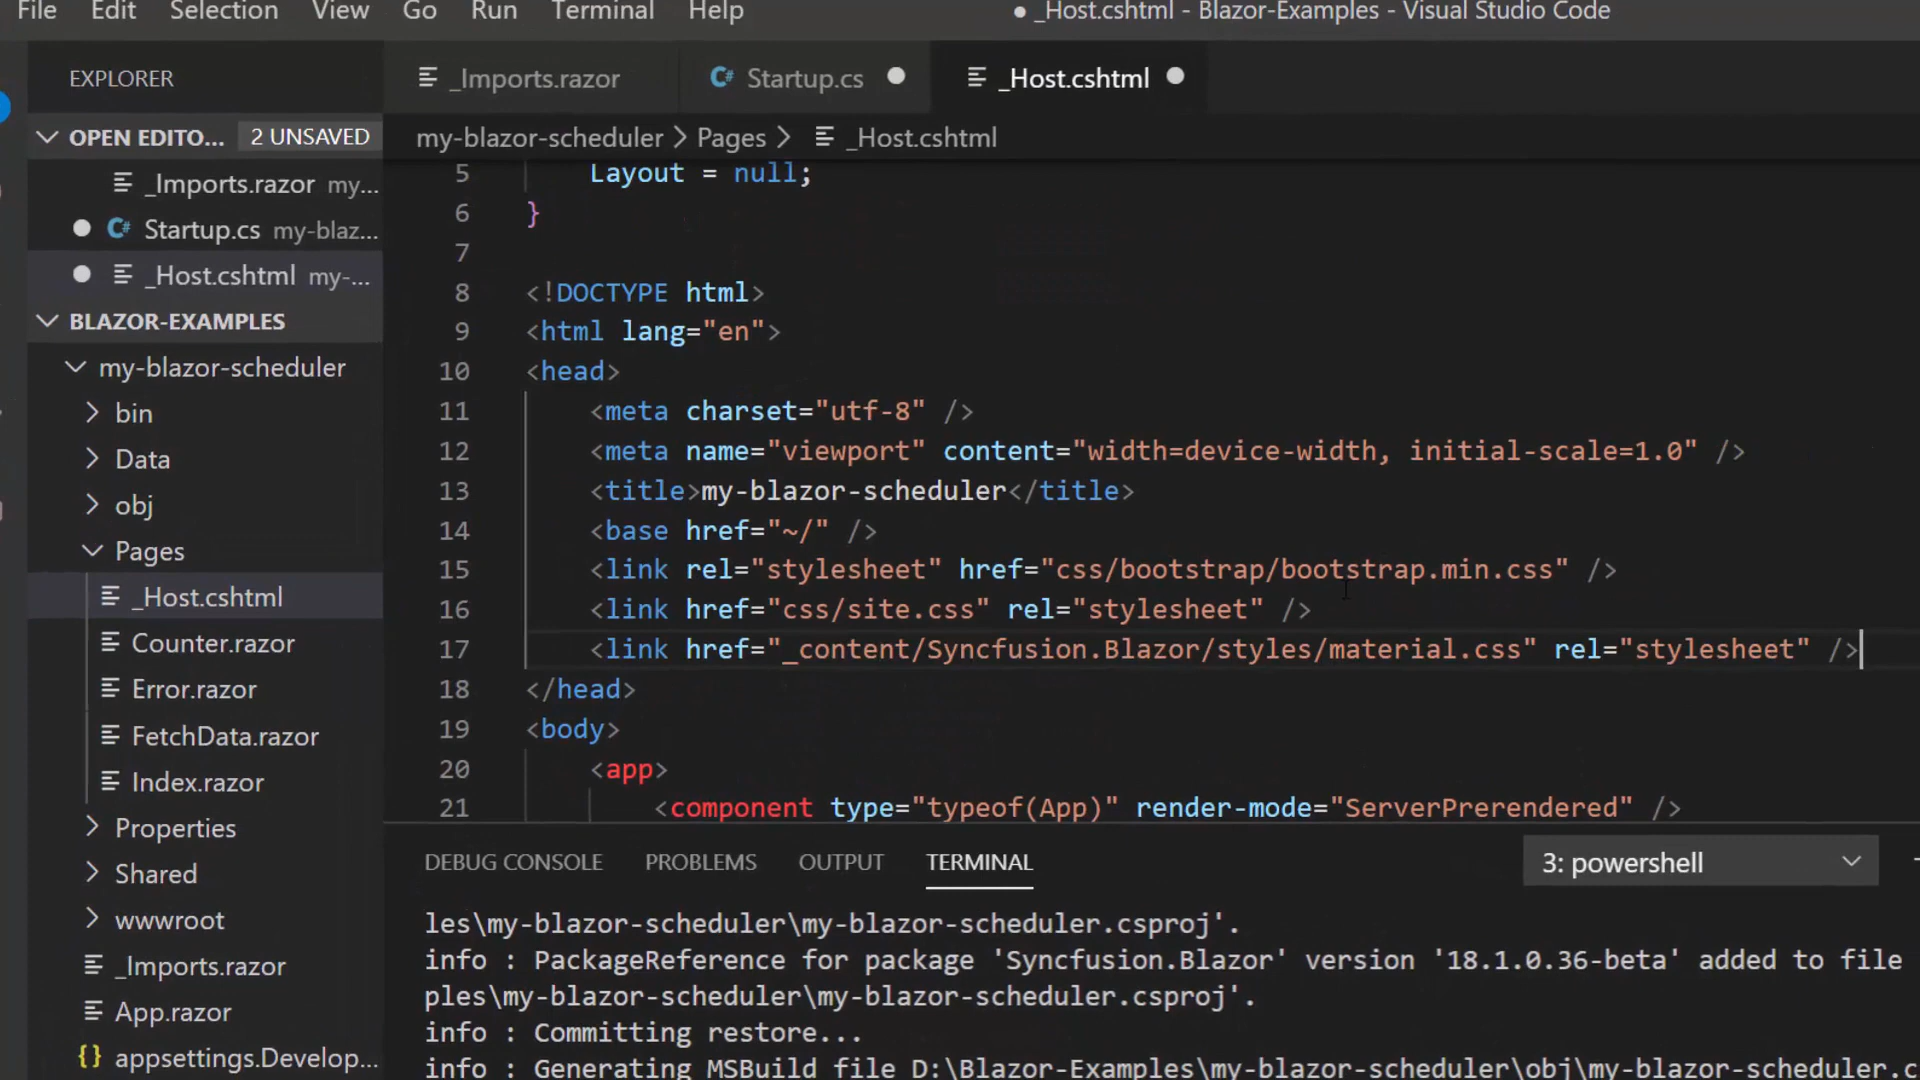 File Edit Selection View Go Run Terminal Help ● _Host.cshtml - Blazor-Examples - Visual Studio Code
EXPLORER
OPEN EDITO... 2 UNSAVED
_Imports.razor my...
Startup.cs my-blaz...
_Host.cshtml my-...
BLAZOR-EXAMPLES
my-blazor-scheduler
bin
Data
obj
Pages
_Host.cshtml
Counter.razor
Error.razor
FetchData.razor
Index.razor
Properties
Shared
wwwroot
_Imports.razor
App.razor
{} appsettings.Develop...
_Imports.razor C# Startup.cs _Host.cshtml
my-blazor-scheduler > Pages > _Host.cshtml
5 Layout = null;
6 }
7
8 <!DOCTYPE html>
9 <html lang="en">
10 <head>
11 <meta charset="utf-8" />
12 <meta name="viewport" content="width=device-width, initial-scale=1.0" />
13 <title>my-blazor-scheduler</title>
14 <base href="~/" />
15 <link rel="stylesheet" href="css/bootstrap/bootstrap.min.css" />
16 <link href="css/site.css" rel="stylesheet" />
17 <link href="_content/Syncfusion.Blazor/styles/material.css" rel="stylesheet" />
18 </head>
19 <body>
20 <app>
21 <component type="typeof(App)" render-mode="ServerPrerendered" />
DEBUG CONSOLE PROBLEMS OUTPUT TERMINAL 3: powershell
les\my-blazor-scheduler\my-blazor-scheduler.csproj'.
info : PackageReference for package 'Syncfusion.Blazor' version '18.1.0.36-beta' added to file
ples\my-blazor-scheduler\my-blazor-scheduler.csproj'.
info : Committing restore...
info : Generating MSBuild file D:\Blazor-Examples\my-blazor-scheduler\obj\my-blazor-scheduler.c